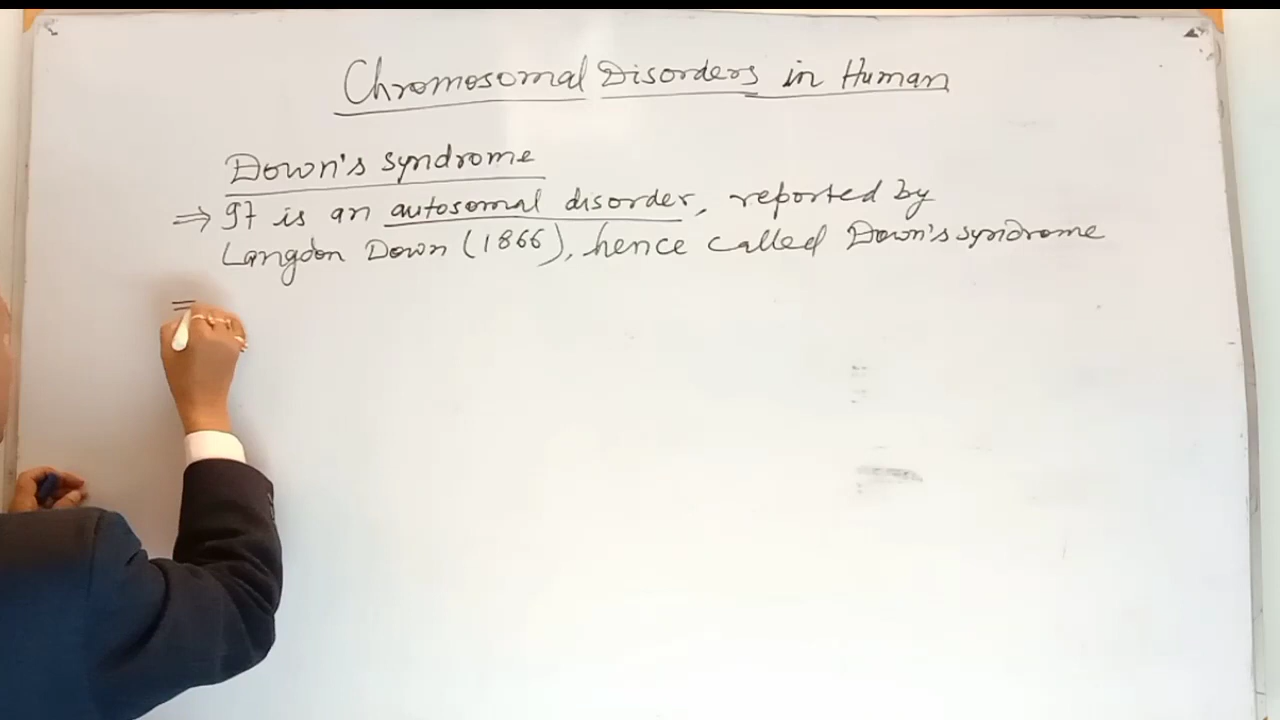 Chromosomal Disorders in Human
Down's syndrome
⇒ It is an autosomal disorder, reported by
Langdon Down (1866), hence called Down's syndrome
=